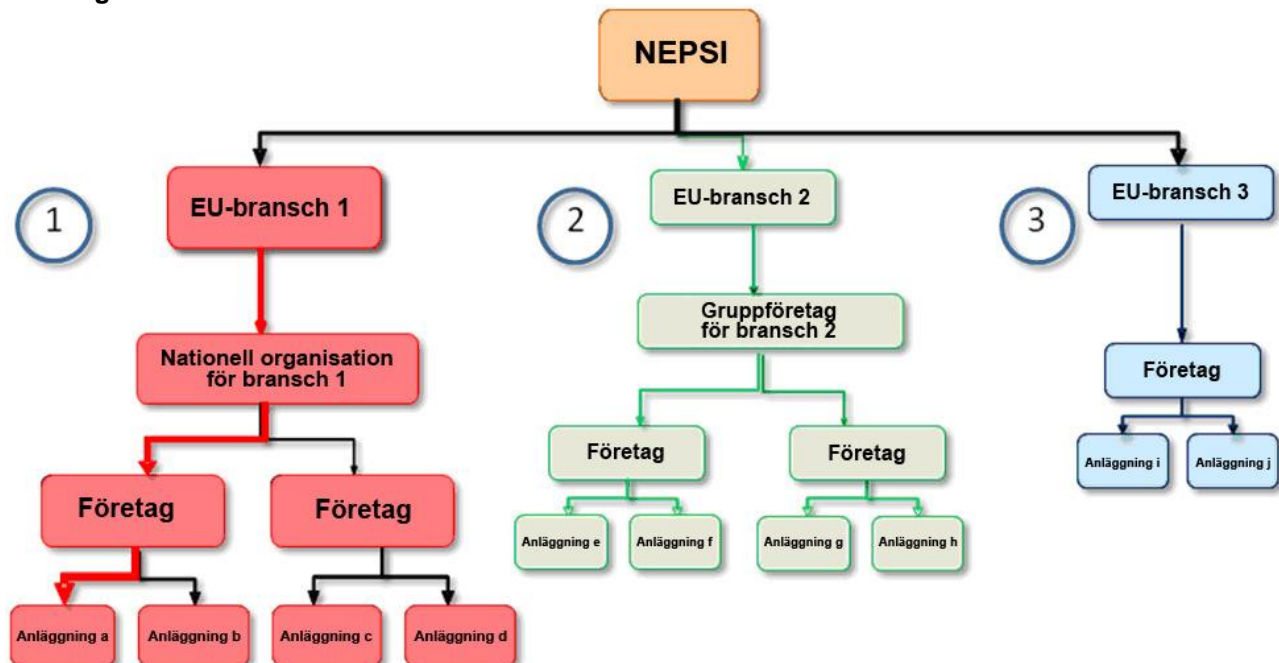 NEPSI
1
EU-bransch 1
2
EU-bransch 2
3
EU-bransch 3
Nationell organisation
för bransch 1
Gruppföretag
för bransch 2
Företag
Företag
Företag
Företag
Företag
Anläggning a
Anläggning b
Anläggning c
Anläggning d
Anläggning e
Anläggning f
Anläggning g
Anläggning h
Anläggning i
Anläggning j